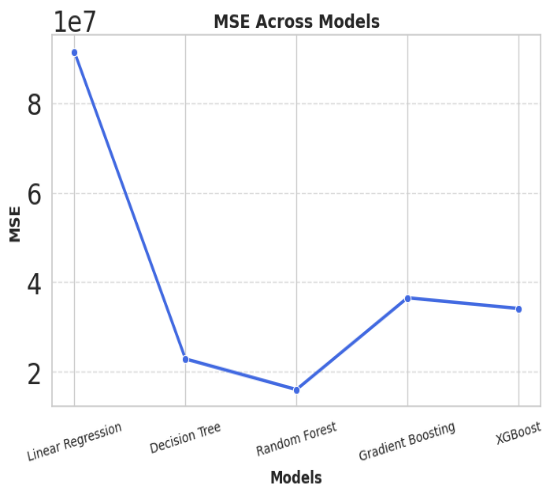 1e7
MSE Across Models
8
6
4
2
MSE
Linear Regression
Decision Tree
Random Forest
Gradient Boosting
XGBoost
Models